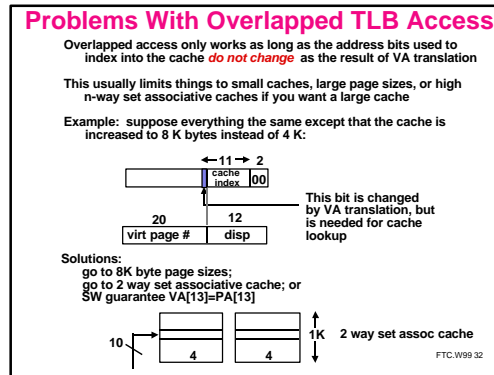 Problems With Overlapped TLB Access
Overlapped access only works as long as the address bits used to
index into the cache do not change as the result of VA translation
This usually limits things to small caches, large page sizes, or high
n-way set associative caches if you want a large cache
Example: suppose everything the same except that the cache is
increased to 8 K bytes instead of 4 K:
11 2
cache
index 00
This bit is changed
by VA translation, but
is needed for cache
lookup
20 12
virt page # disp
Solutions:
go to 8K byte page sizes;
go to 2 way set associative cache; or
SW guarantee VA[13]=PA[13]
1K 2 way set assoc cache
10
4 4
FTC.W99 32